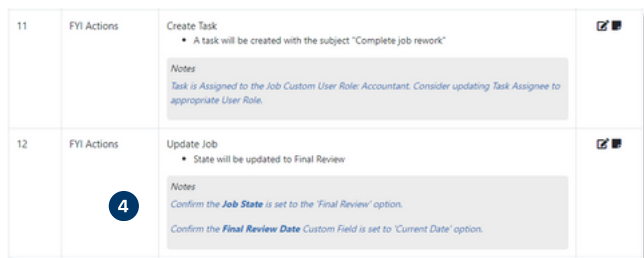 11 FYI Actions Create Task
• A task will be created with the subject "Complete job rework"
Notes
Task is Assigned to the Job Custom User Role: Accountant. Consider updating Task Assignee to
appropriate User Role.
12 FYI Actions Update Job
• State will be updated to Final Review
Notes
4
Confirm the Job State is set to the 'Final Review' option.
Confirm the Final Review Date Custom Field is set to 'Current Date' option.